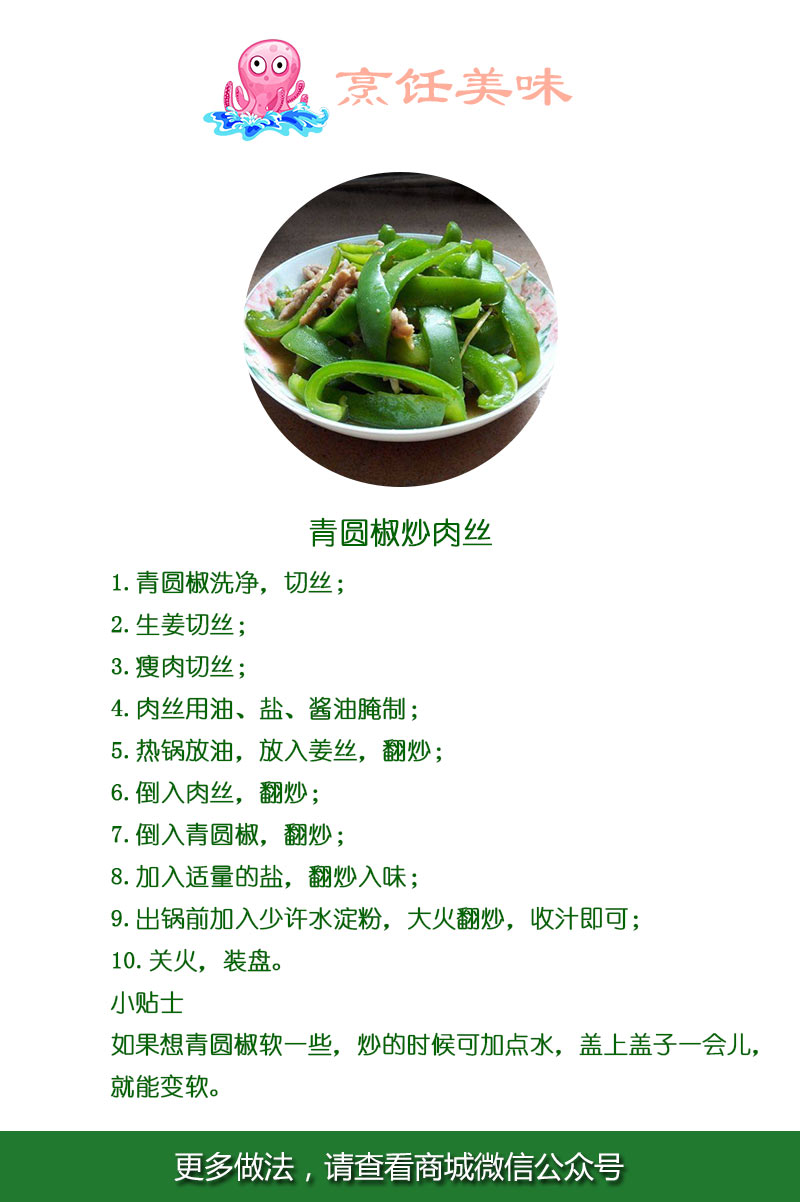 烹饪美味
青圆椒炒肉丝
1.青圆椒洗净，切丝；
2.生姜切丝；
3.瘦肉切丝；
4.肉丝用油、盐、酱油腌制；
5.热锅放油，放入姜丝，翻炒；
6.倒入肉丝，翻炒；
7.倒入青圆椒，翻炒；
8.加入适量的盐，翻炒入味；
9.出锅前加入少许水淀粉，大火翻炒，收汁即可；
10.关火，装盘。
小贴士
如果想青圆椒软一些，炒的时候可加点水，盖上盖子一会儿，
就能变软。
更多做法，请查看商城微信公众号